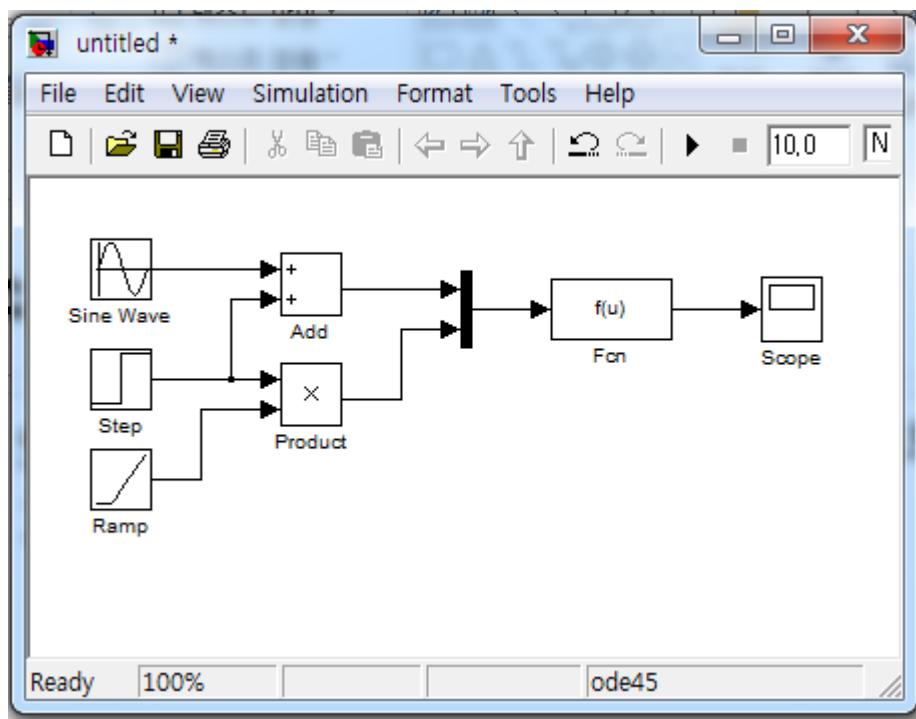 untitled *
File Edit View Simulation Format Tools Help
10,0 N
Sine Wave
+
+
Add
Step
×
Product
Ramp
f(u)
Fcn
Scope
Ready 100% ode45